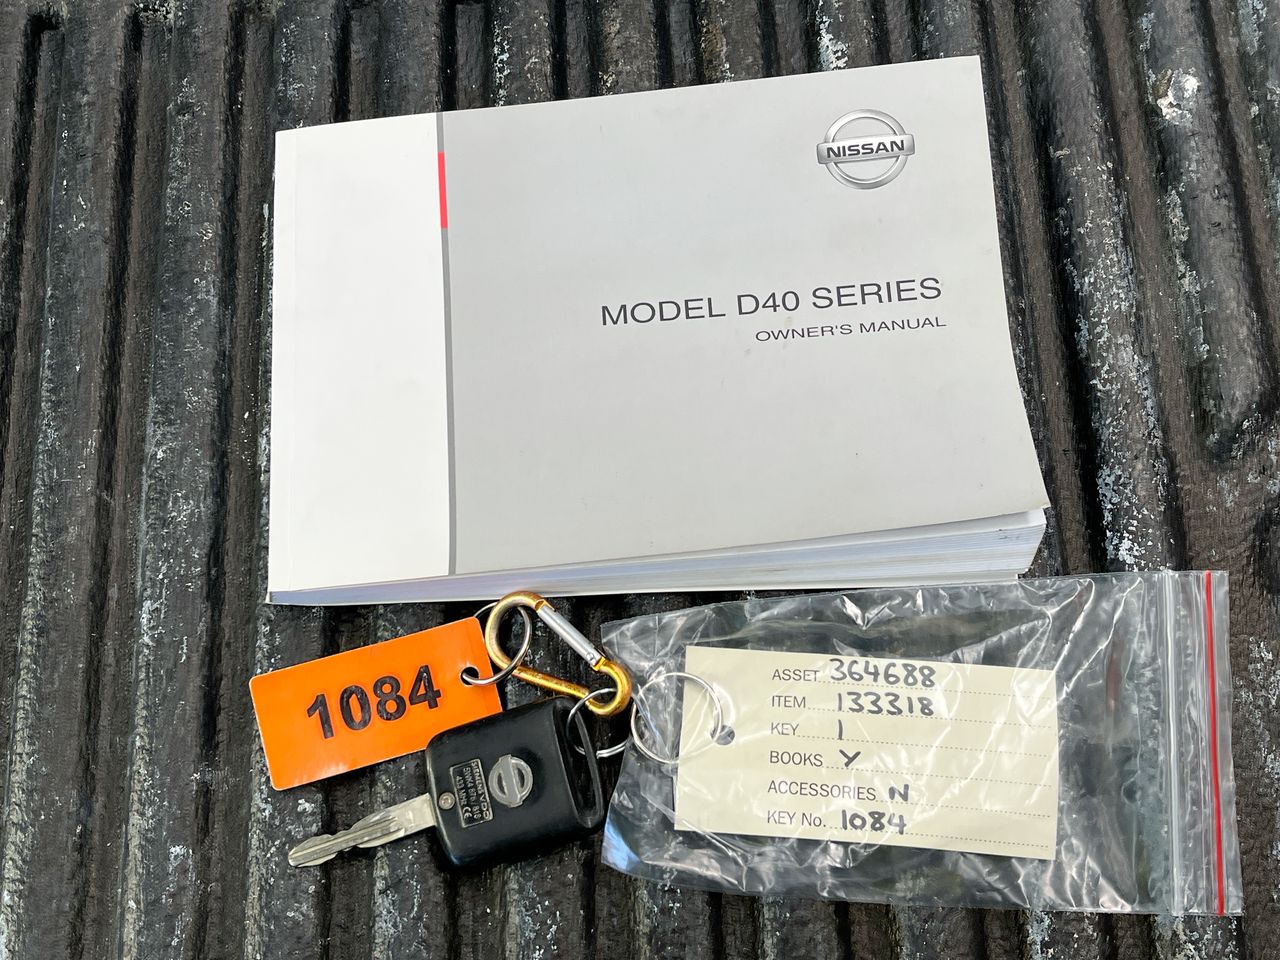 NISSAN
MODEL D40 SERIES
OWNER'S MANUAL
1084
ASSET 364688
ITEM 133318
KEY 1
BOOKS Y
ACCESSORIES N
KEY No. 1084